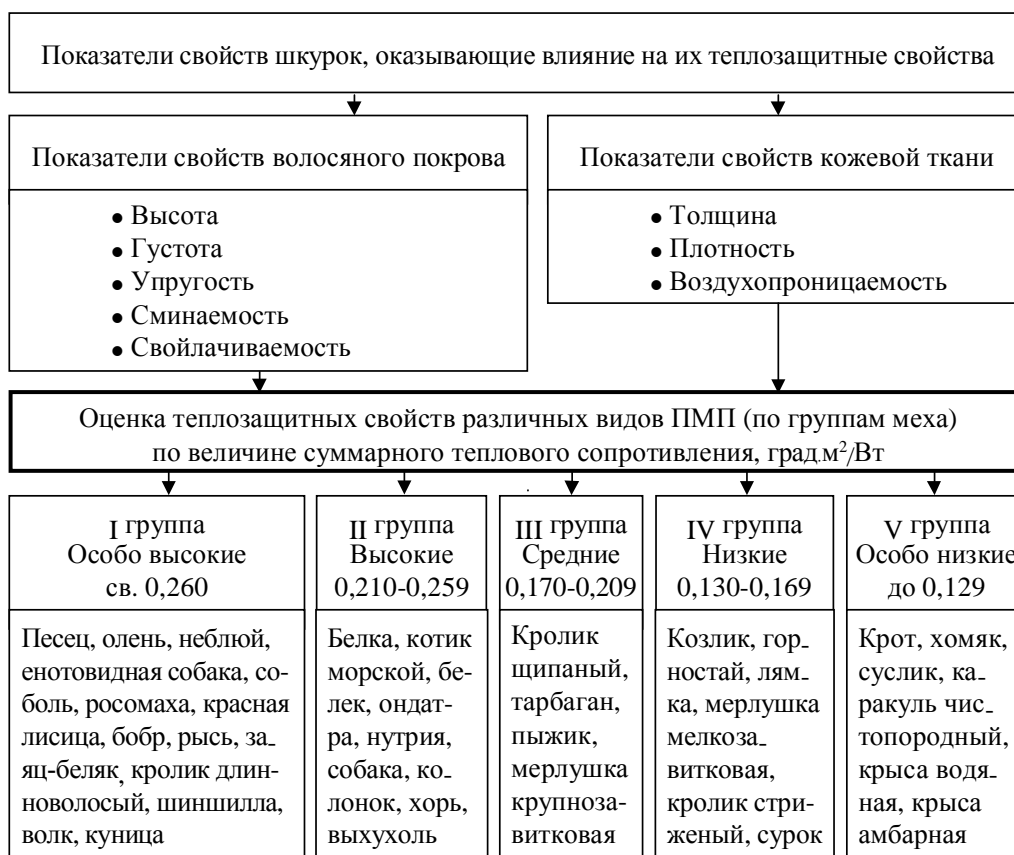 Показатели свойств шкурок, оказывающие влияние на их теплозащитные свойства
Показатели свойств волосяного покрова
• Высота
• Густота
• Упругость
• Сминаемость
• Свойлачиваемость
Показатели свойств кожевой ткани
• Толщина
• Плотность
• Воздухопроницаемость
Оценка теплозащитных свойств различных видов ПМП (по группам меха)
по величине суммарного теплового сопротивления, град.м²/Вт
I группа
Особо высокие
св. 0,260
Песец, олень, неблюй,
енотовидная собака, со-
боль, росомаха, красная
лисица, бобр, рысь, за-
яц-беляк, кролик длин-
новолосый, шиншилла,
волк, куница
II группа
Высокие
0,210-0,259
Белка, котик
морской, бе-
лек, ондат-
ра, нутрия,
собака, ко-
лонок, хорь,
выхухоль
III группа
Средние
0,170-0,209
Кролик
щипаный,
тарбаган,
пыжик,
мерлушка
крупноза-
витковая
IV группа
Низкие
0,130-0,169
Козлик, гор-
ностай, лям-
ка, мерлушка
мелкоза-
витковая,
кролик стри-
женый, сурок
V группа
Особо низкие
до 0,129
Крот, хомяк,
суслик, ка-
ракуль чис-
топородный,
крыса водя-
ная, крыса
амбарная